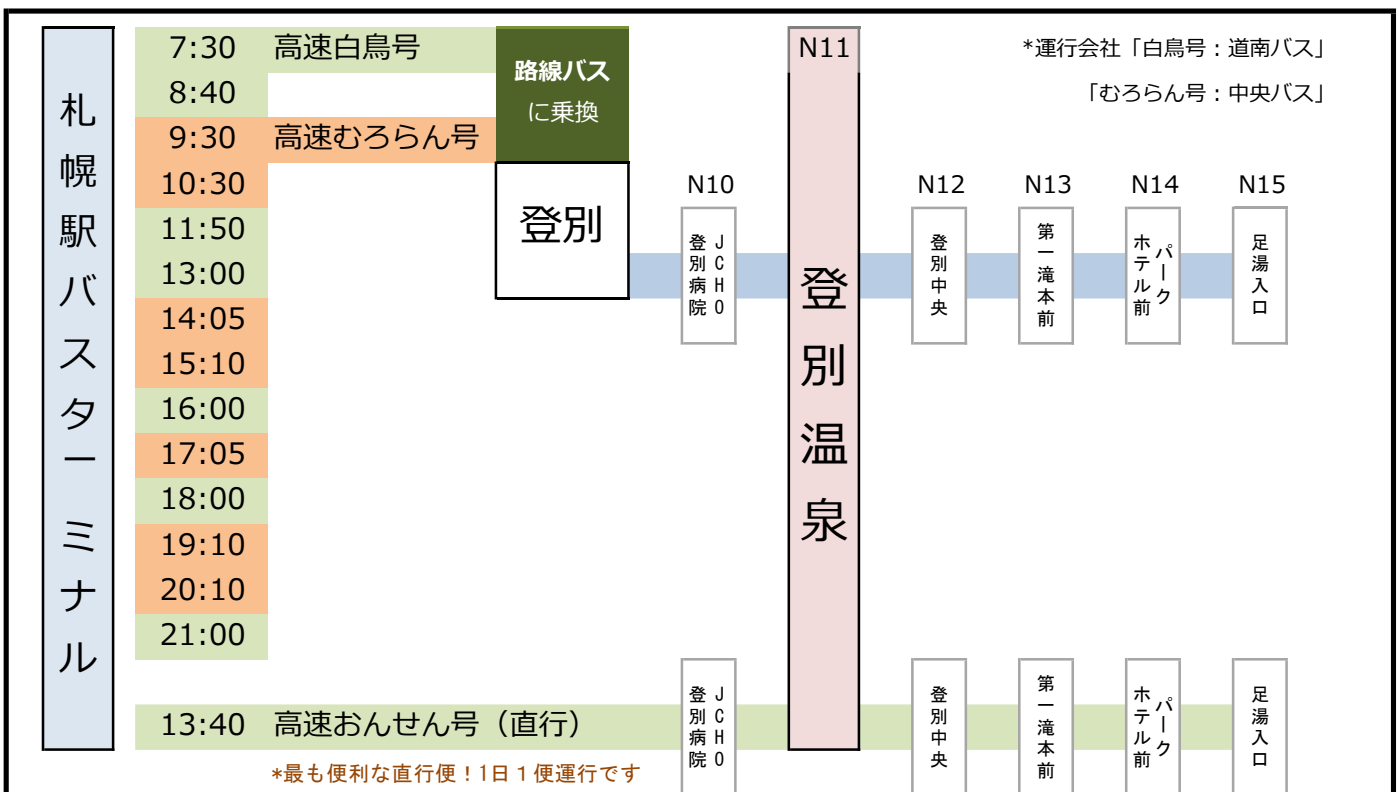 札幌駅バスターミナル
7:30 高速白鳥号
8:40
9:30 高速むろらん号
10:30
11:50
13:00
14:05
15:10
16:00
17:05
18:00
19:10
20:10
21:00
13:40 高速おんせん号（直行）
*最も便利な直行便！1日１便運行です
路線バス
に乗換
登別
N10
JCHO
登別病院
N11
登別温泉
N12
登別中央
N13
第一滝本前
N14
パーク
ホテル前
N15
足湯入口
*運行会社「白鳥号：道南バス」
「むろらん号：中央バス」
JCHO
登別病院
登別中央
第一滝本前
パーク
ホテル前
足湯入口